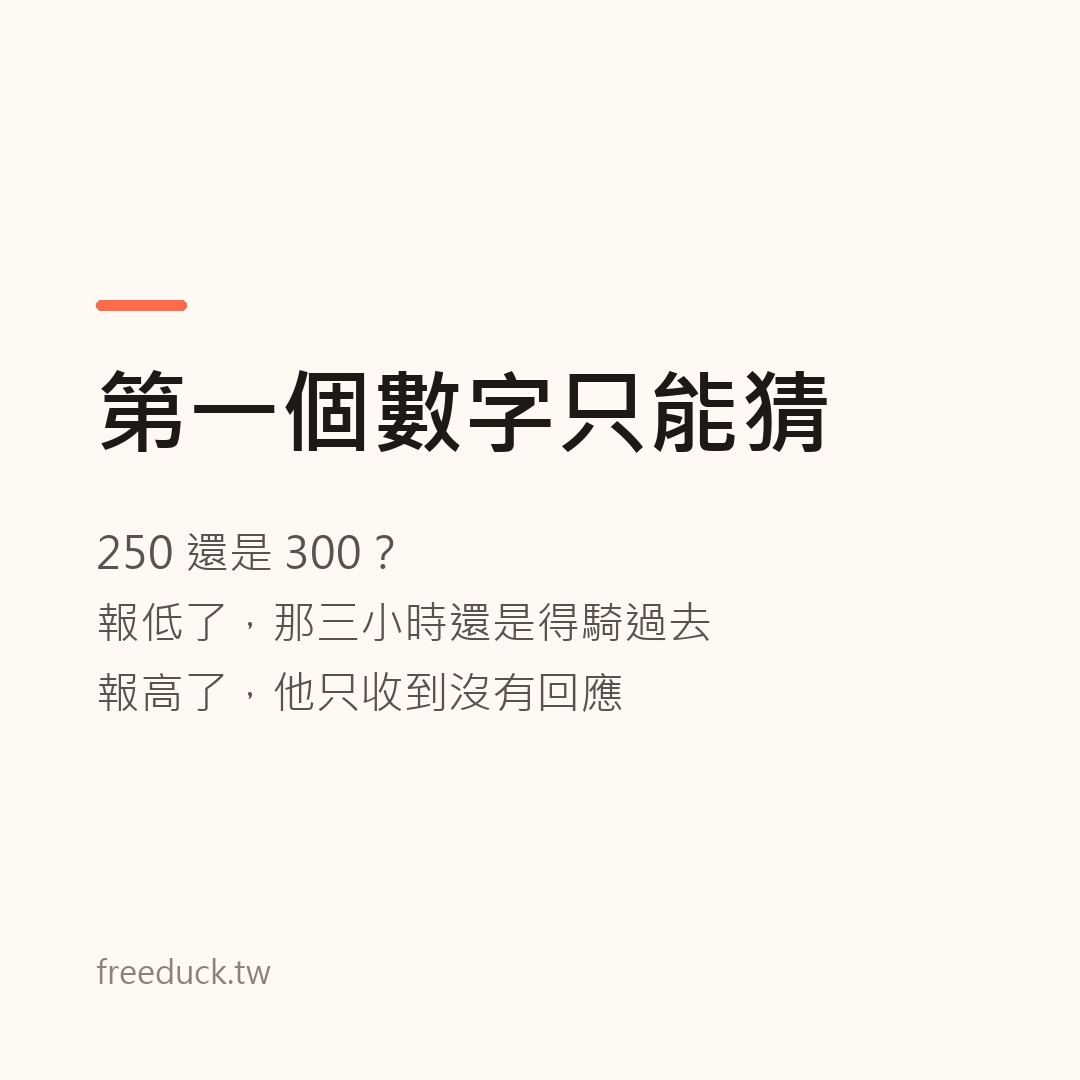 第一個數字只能猜
250 還是 300？
報低了，那三小時還是得騎過去
報高了，他只收到沒有回應
freeduck.tw